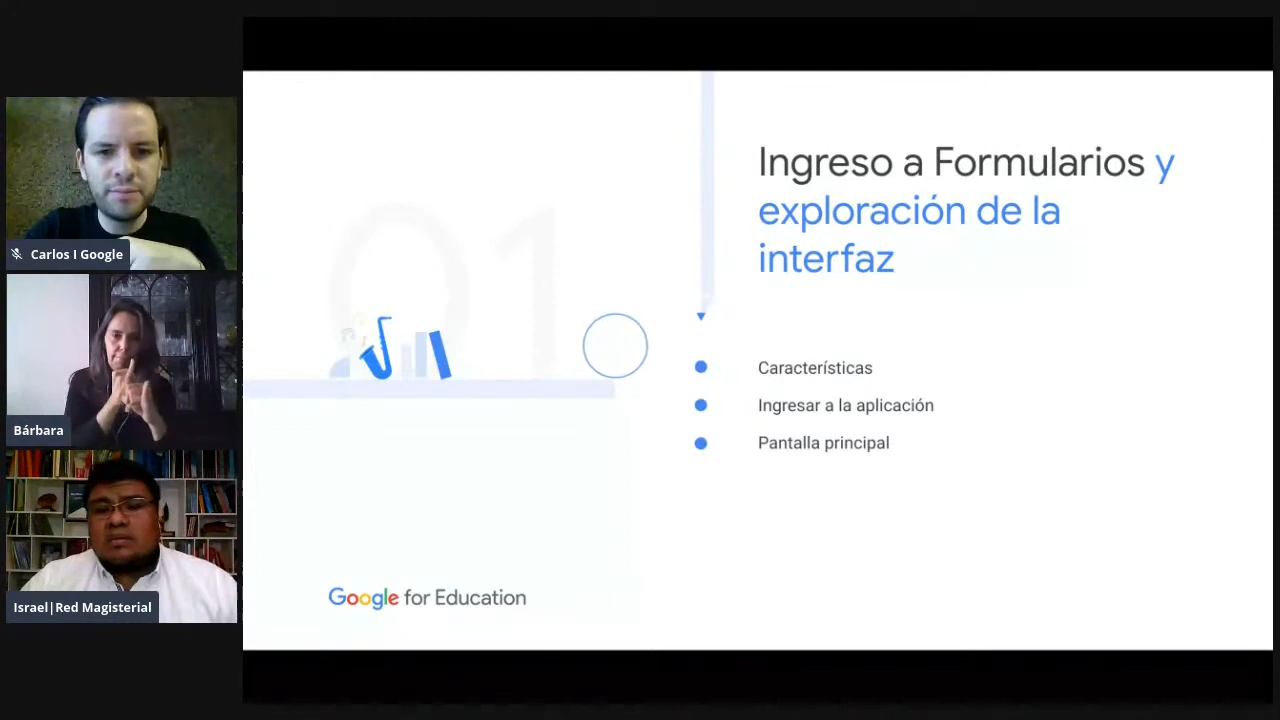 Carlos I Google
Bárbara
Israel|Red Magisterial
01
Ingreso a Formularios y
exploración de la
interfaz
Características
Ingresar a la aplicación
Pantalla principal
Google for Education